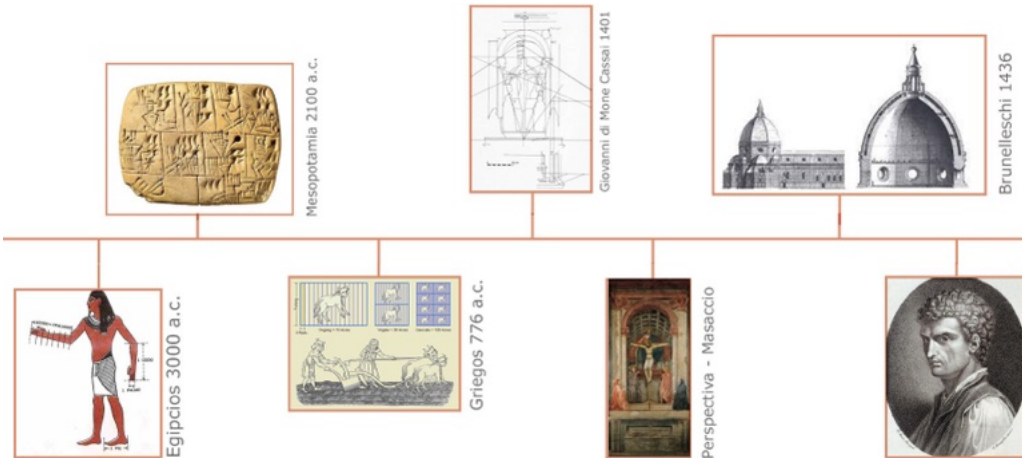 Egipcios 3000 a.c.
Mesopotamia 2100 a.c.
Griegos 776 a.c.
Giovanni di Mone Cassai 1401
Perspectiva - Masaccio
Brunelleschi 1436